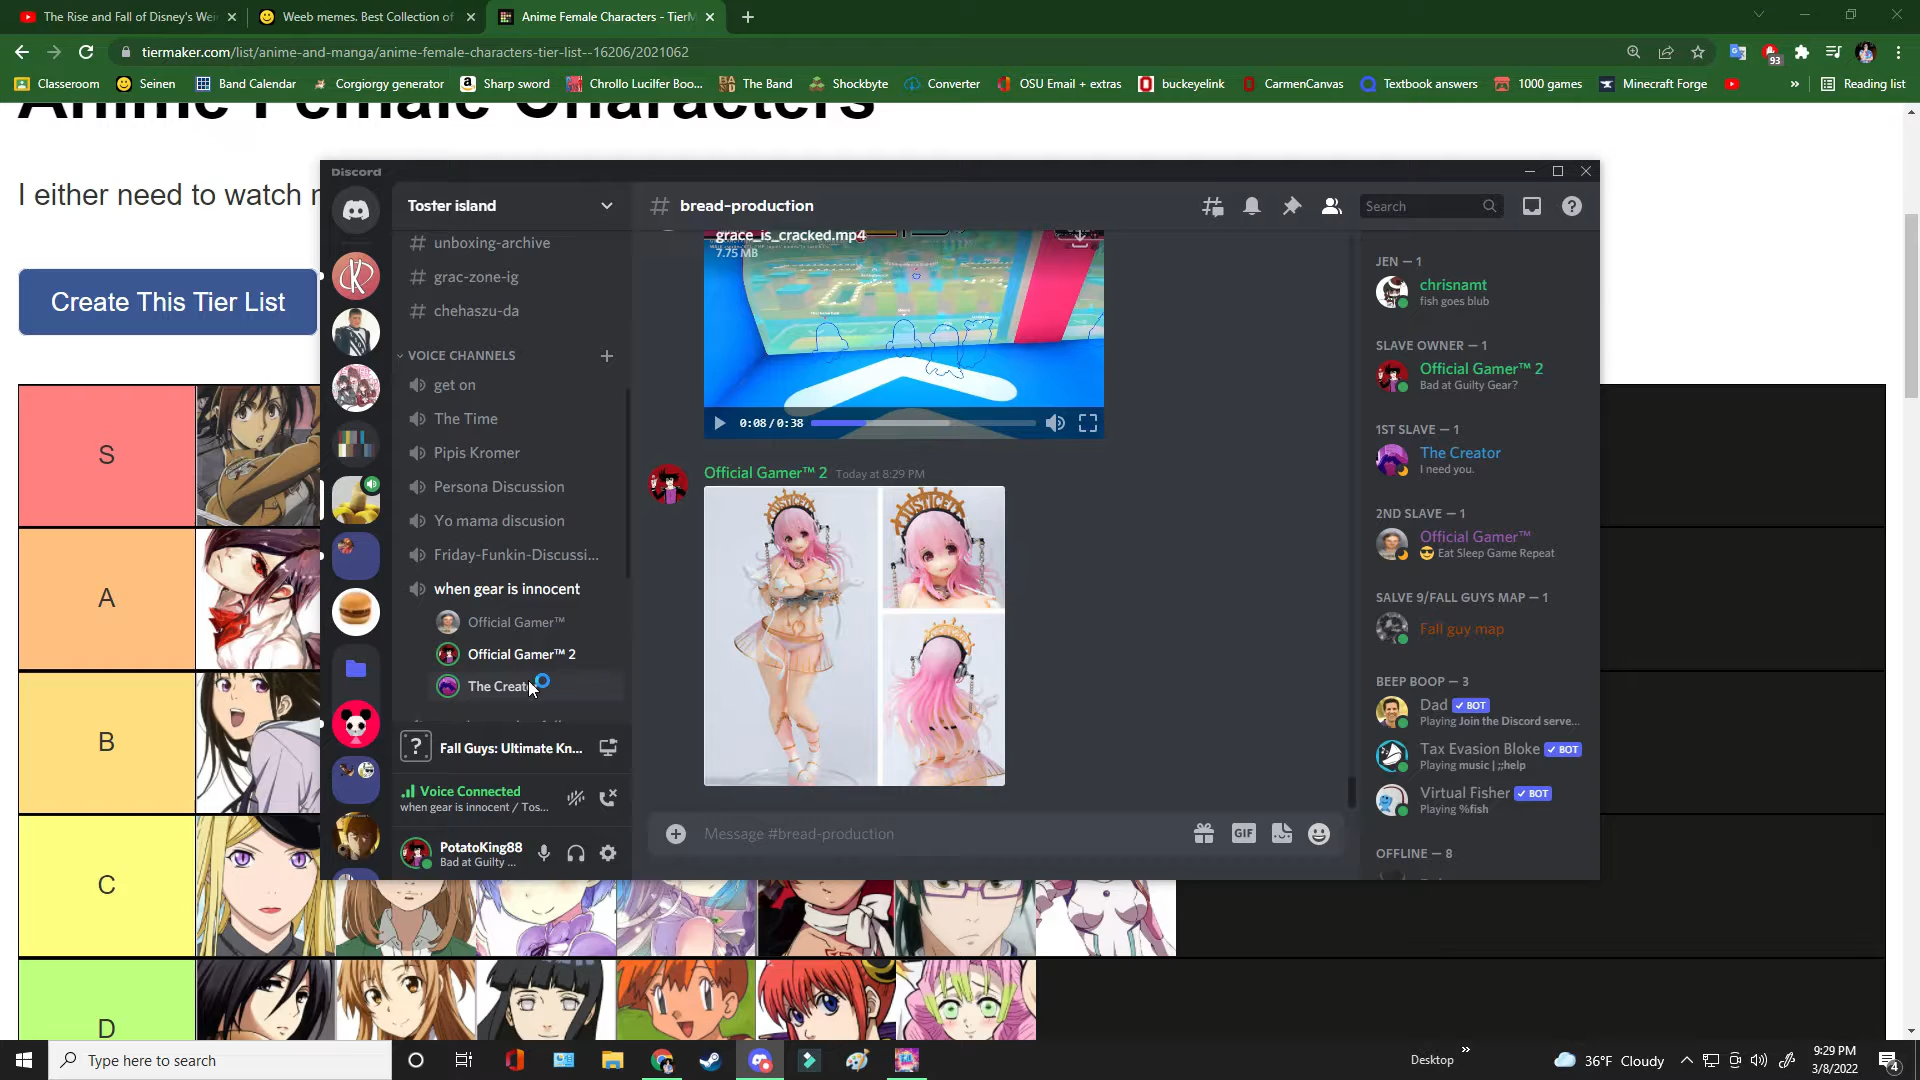 The Rise and Fall of Disney's Wei
Weeb memes. Best Collection of
Anime Female Characters - TierM
tiermaker.com/list/anime-and-manga/anime-female-characters-tier-list--16206/2021062
93
Classroom
Seinen
Band Calendar
Corgiorgy generator
Sharp sword
Chrollo Lucilfer Boo...
The Band
Shockbyte
Converter
OSU Email + extras
buckeyelink
CarmenCanvas
Textbook answers
1000 games
Minecraft Forge
»
Reading list
Anime Female Characters
I either need to watch
Create This Tier List
S
A
B
C
D
Discord
Toster island
# unboxing-archive
# grac-zone-ig
# chehaszu-da
VOICE CHANNELS
get on
The Time
Pipis Kromer
Persona Discussion
Yo mama discusion
Friday-Funkin-Discussi...
when gear is innocent
Official Gamer™
Official Gamer™ 2
The Creat
Fall Guys: Ultimate Kn...
Voice Connected
when gear is innocent / Tos...
PotatoKing88
Bad at Guilty ...
# bread-production
Search
grace_is_cracked.mp4
7.75 MB
0:08/0:38
Official Gamer™ 2 Today at 8:29 PM
JUSTICE
Message #bread-production
GIF
JEN — 1
chrisnamt
fish goes blub
SLAVE OWNER — 1
Official Gamer™ 2
Bad at Guilty Gear?
1ST SLAVE — 1
The Creator
I need you.
2ND SLAVE — 1
Official Gamer™
Eat Sleep Game Repeat
SALVE 9/FALL GUYS MAP — 1
Fall guy map
BEEP BOOP — 3
Dad ✓ BOT
Playing Join the Discord serve...
Tax Evasion Bloke ✓ BOT
Playing music | ;;help
Virtual Fisher ✓ BOT
Playing %fish
OFFLINE — 8
Type here to search
Desktop
»
36°F Cloudy
9:29 PM
3/8/2022
4